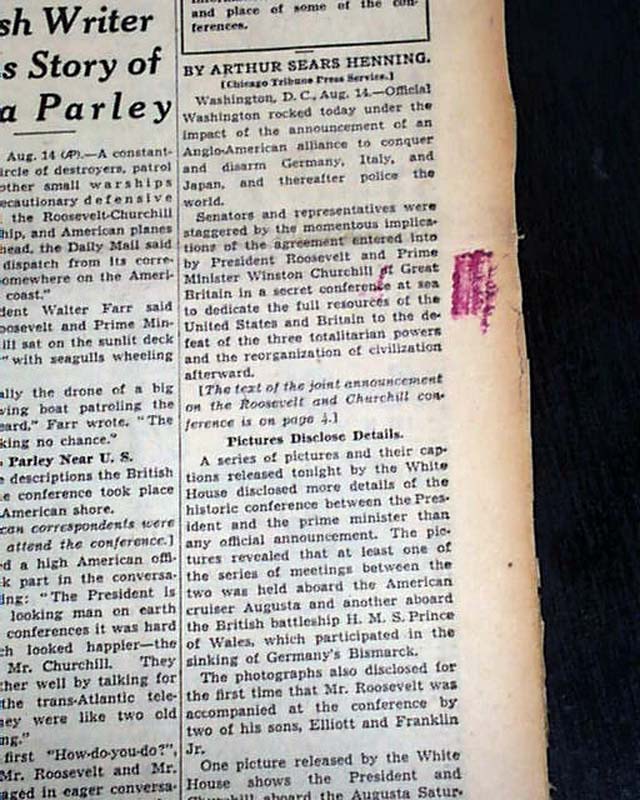 sh Writer
s Story of
a Parley
Aug. 14 (AP).—A constant-
ircle of destroyers, patrol
other small warships
ecautionary defensive
the Roosevelt-Churchill
hip, and American planes
head, the Daily Mail said
dispatch from its corre-
omewhere on the Ameri-
coast."
dent Walter Farr said
oosevelt and Prime Min-
ill sat on the sunlit deck
"with seagulls wheeling
ally the drone of a big
ying boat patroling the
eard," Farr wrote. "The
king no chance."
Parley Near U. S.
e descriptions the British
e conference took place
American shore.
can correspondents were
attend the conference.]
ed a high American offi-
k part in the conversa-
ing: "The President is
looking man on earth
conferences it was hard
ch looked happier—the
Mr. Churchill. They
ther well by talking for
the trans-Atlantic tele-
hey were like two old
ng."
first "How-do-you-do?",
Mr. Roosevelt and Mr.
aged in eager conversa-
and place of some of the con-
ferences.
BY ARTHUR SEARS HENNING.
[Chicago Tribune Press Service.]
Washington, D. C., Aug. 14.—Official
Washington rocked today under the
impact of the announcement of an
Anglo-American alliance to conquer
and disarm Germany, Italy, and
Japan, and thereafter police the
world.
Senators and representatives were
staggered by the momentous implica-
tions of the agreement entered into
by President Roosevelt and Prime
Minister Winston Churchill of Great
Britain in a secret conference at sea
to dedicate the full resources of the
United States and Britain to the de-
feat of the three totalitarian powers
and the reorganization of civilization
afterward.
[The text of the joint announcement
on the Roosevelt and Churchill con-
ference is on page 4.]
Pictures Disclose Details.
A series of pictures and their cap-
tions released tonight by the White
House disclosed more details of the
historic conference between the Pres-
ident and the prime minister than
any official announcement. The pic-
tures revealed that at least one of
the series of meetings between the
two was held aboard the American
cruiser Augusta and another aboard
the British battleship H. M. S. Prince
of Wales, which participated in the
sinking of Germany's Bismarck.
The photographs also disclosed for
the first time that Mr. Roosevelt was
accompanied at the conference by
two of his sons, Elliott and Franklin
Jr.
One picture released by the White
House shows the President and
Churchill aboard the Augusta Satur-